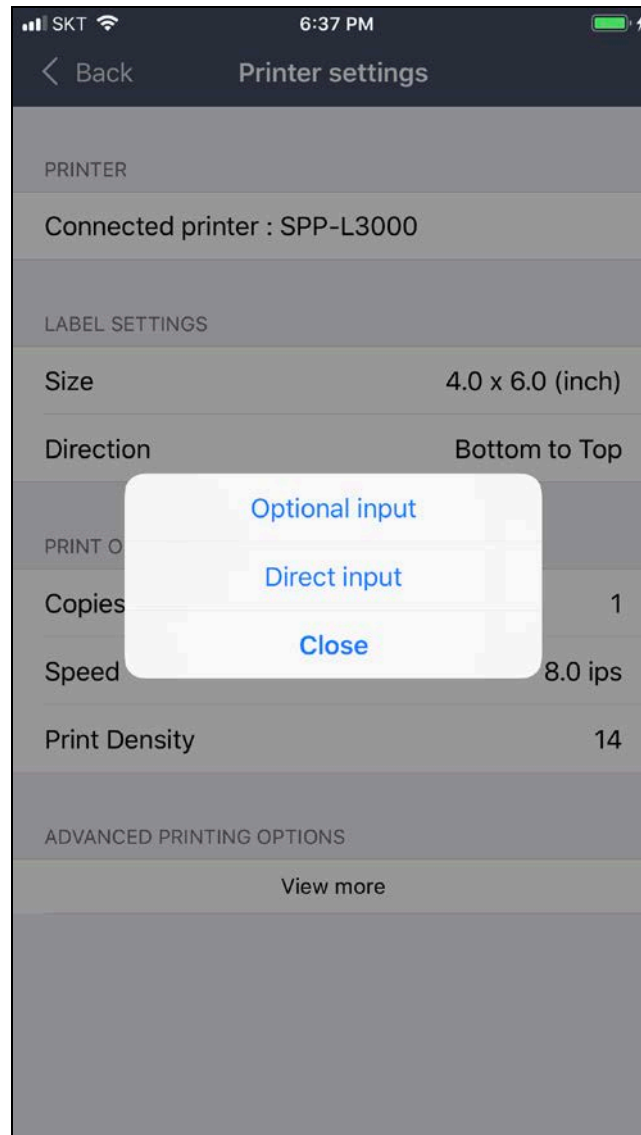 SKT 6:37 PM
Back Printer settings
PRINTER
Connected printer : SPP-L3000
LABEL SETTINGS
Size 4.0 x 6.0 (inch)
Direction Bottom to Top
Optional input
PRINT O
Direct input
Copies 1
Close
Speed 8.0 ips
Print Density 14
ADVANCED PRINTING OPTIONS
View more